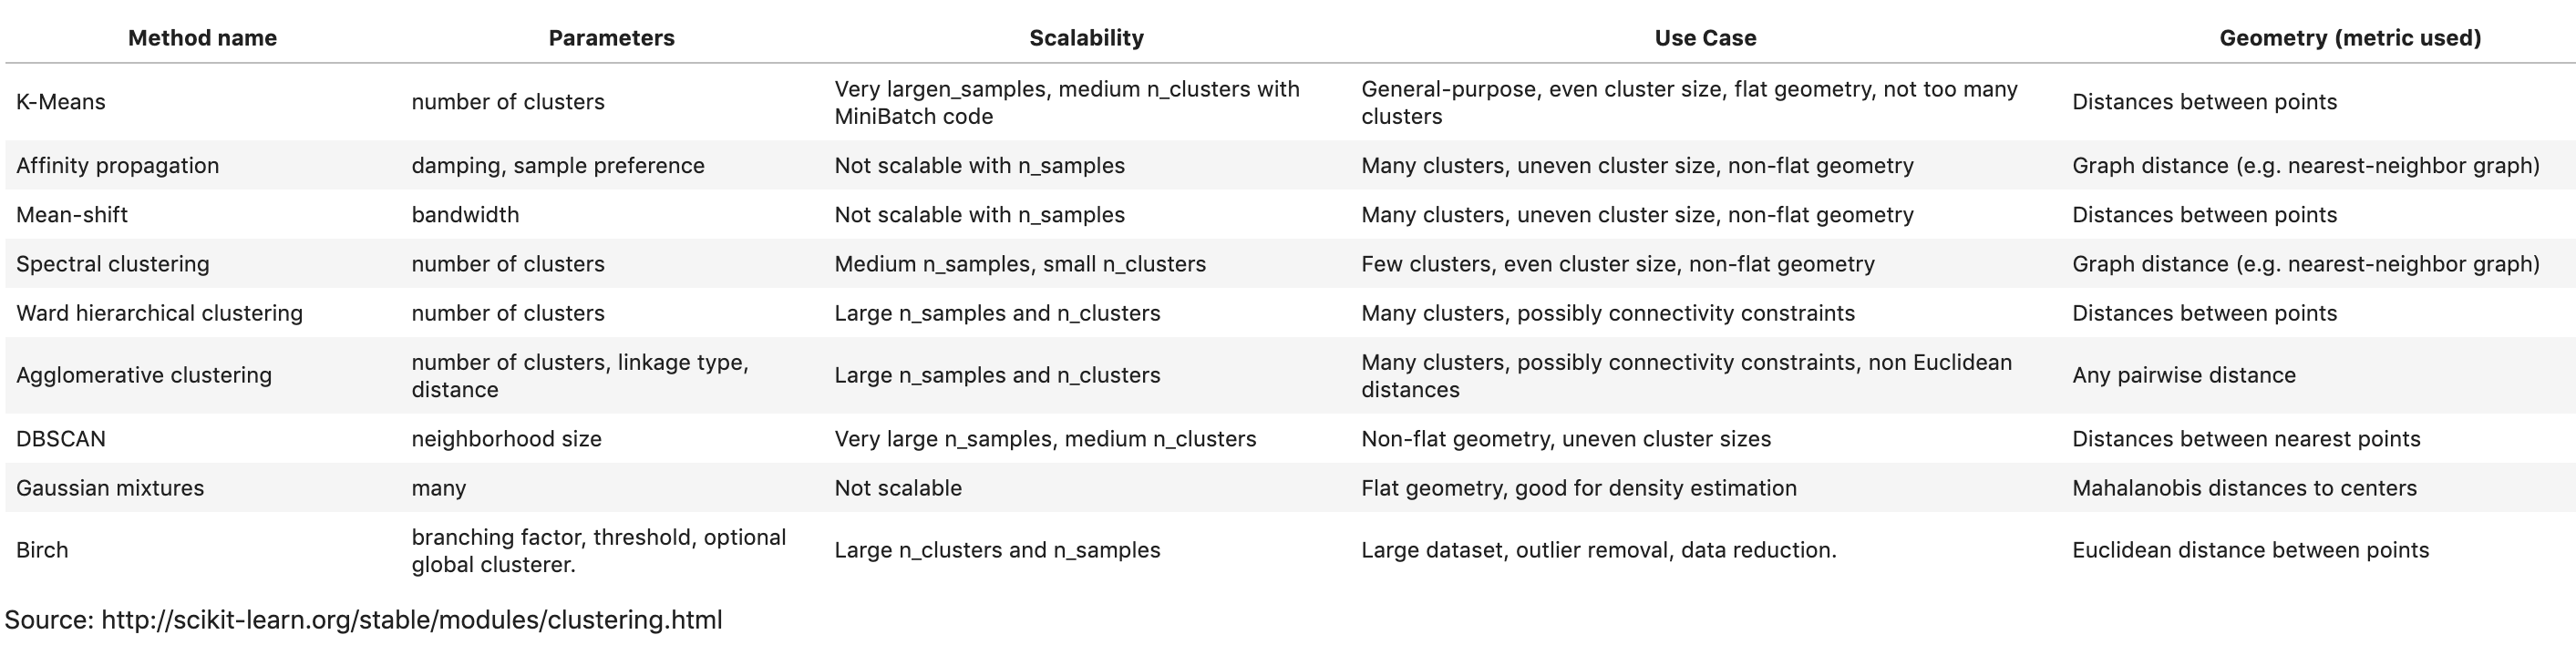 Method name Parameters Scalability Use Case Geometry (metric used)
K-Means number of clusters Very largen_samples, medium n_clusters with MiniBatch code General-purpose, even cluster size, flat geometry, not too many clusters Distances between points
Affinity propagation damping, sample preference Not scalable with n_samples Many clusters, uneven cluster size, non-flat geometry Graph distance (e.g. nearest-neighbor graph)
Mean-shift bandwidth Not scalable with n_samples Many clusters, uneven cluster size, non-flat geometry Distances between points
Spectral clustering number of clusters Medium n_samples, small n_clusters Few clusters, even cluster size, non-flat geometry Graph distance (e.g. nearest-neighbor graph)
Ward hierarchical clustering number of clusters Large n_samples and n_clusters Many clusters, possibly connectivity constraints Distances between points
Agglomerative clustering number of clusters, linkage type, distance Large n_samples and n_clusters Many clusters, possibly connectivity constraints, non Euclidean distances Any pairwise distance
DBSCAN neighborhood size Very large n_samples, medium n_clusters Non-flat geometry, uneven cluster sizes Distances between nearest points
Gaussian mixtures many Not scalable Flat geometry, good for density estimation Mahalanobis distances to centers
Birch branching factor, threshold, optional global clusterer. Large n_clusters and n_samples Large dataset, outlier removal, data reduction. Euclidean distance between points
Source: http://scikit-learn.org/stable/modules/clustering.html